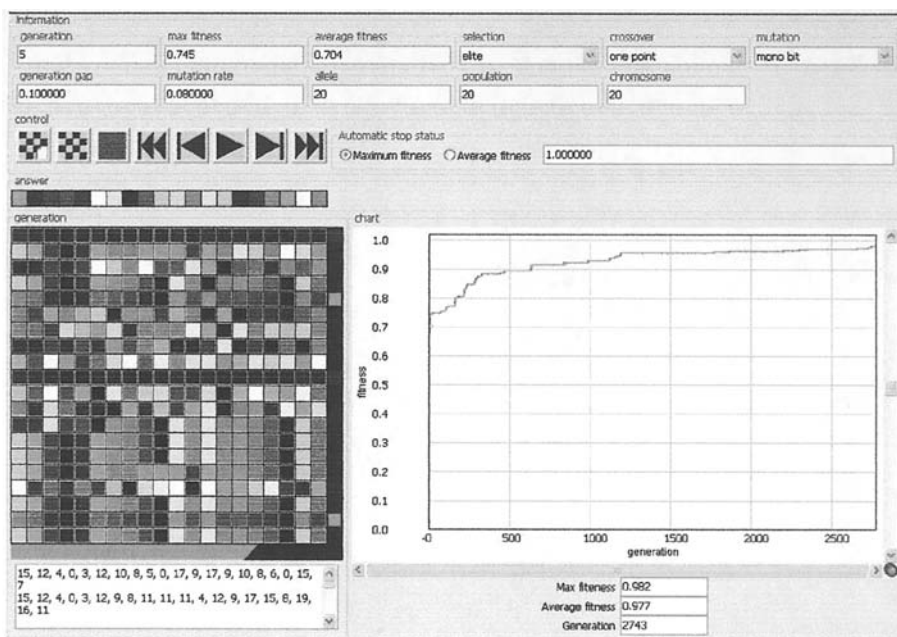 Information
generation
max fitness
average fitness
selection
crossover
mutation
5
0.745
0.704
elite
one point
mono bit
generation gap
mutation rate
allele
population
chromosome
0.100000
0.080000
20
20
20
control
Automatic stop status
Maximum fitness
Average fitness
1.000000
answer
generation
chart
1.0
0.9
0.8
0.7
0.6
0.5
0.4
0.3
0.2
0.1
0.0
fitness
-0
500
1000
1500
2000
2500
generation
15, 12, 4, 0, 3, 12, 10, 8, 5, 0, 17, 9, 17, 9, 10, 8, 6, 0, 15,
7
15, 12, 4, 0, 3, 12, 9, 8, 11, 11, 11, 4, 12, 9, 17, 15, 8, 19,
16, 11
Max fiteness
0.982
Average fitness
0.977
Generation
2743